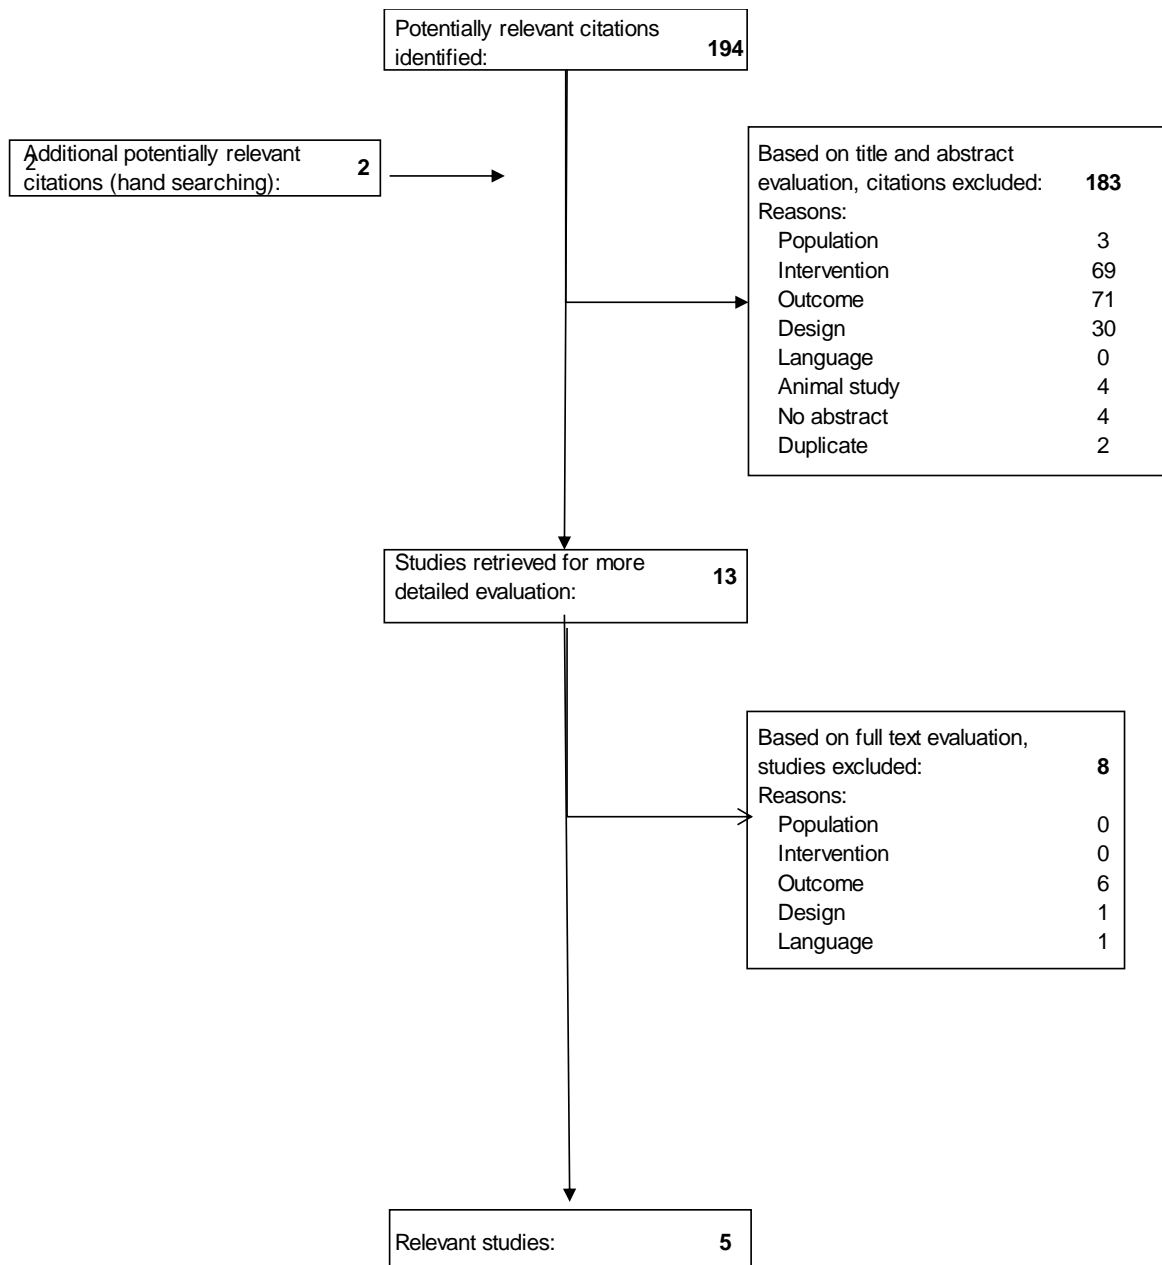 Potentially relevant citations
identified: 194
Additional potentially relevant 2
2
citations (hand searching):
Based on title and abstract
evaluation, citations excluded: 183
Reasons:
Population 3
Intervention 69
Outcome 71
Design 30
Language 0
Animal study 4
No abstract 4
Duplicate 2
Studies retrieved for more 13
detailed evaluation:
Based on full text evaluation,
studies excluded: 8
Reasons:
Population 0
Intervention 0
Outcome 6
Design 1
Language 1
Relevant studies: 5